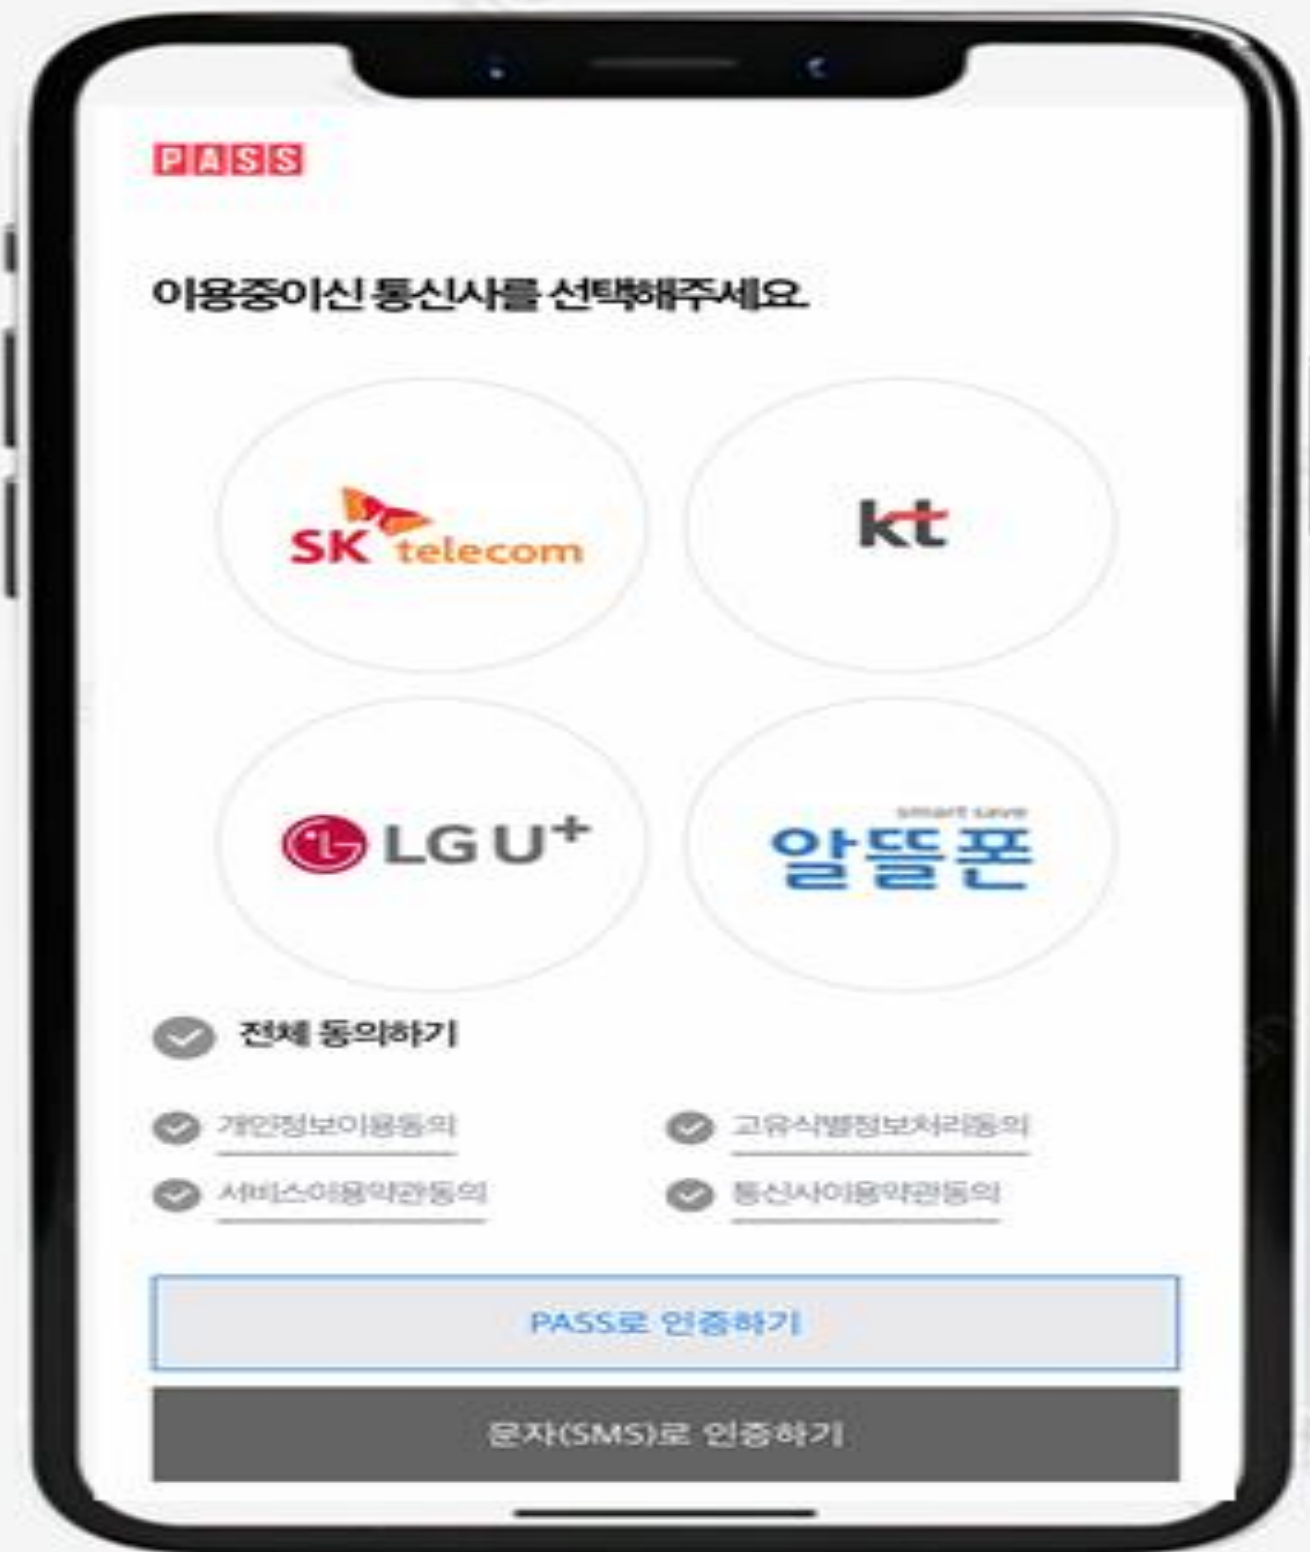 PASS
이용중이신 통신사를 선택해주세요.
SK telecom
kt
LG U+
smart save
알뜰폰
전체 동의하기
개인정보이용동의
고유식별정보처리동의
서비스이용약관동의
통신사이용약관동의
PASS로 인증하기
문자(SMS)로 인증하기